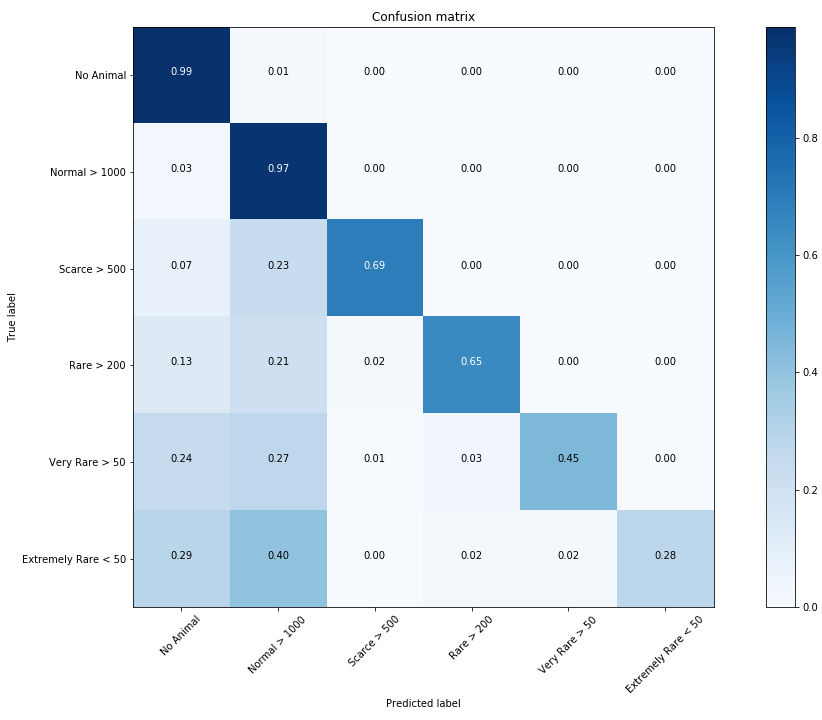 Confusion matrix
No Animal 0.99 0.01 0.00 0.00 0.00 0.00
Normal > 1000 0.03 0.97 0.00 0.00 0.00 0.00
Scarce > 500 0.07 0.23 0.69 0.00 0.00 0.00
Rare > 200 0.13 0.21 0.02 0.65 0.00 0.00
Very Rare > 50 0.24 0.27 0.01 0.03 0.45 0.00
Extremely Rare < 50 0.29 0.40 0.00 0.02 0.02 0.28
True label
No Animal Normal > 1000 Scarce > 500 Rare > 200 Very Rare > 50 Extremely Rare < 50
Predicted label
0.8
0.6
0.4
0.2
0.0